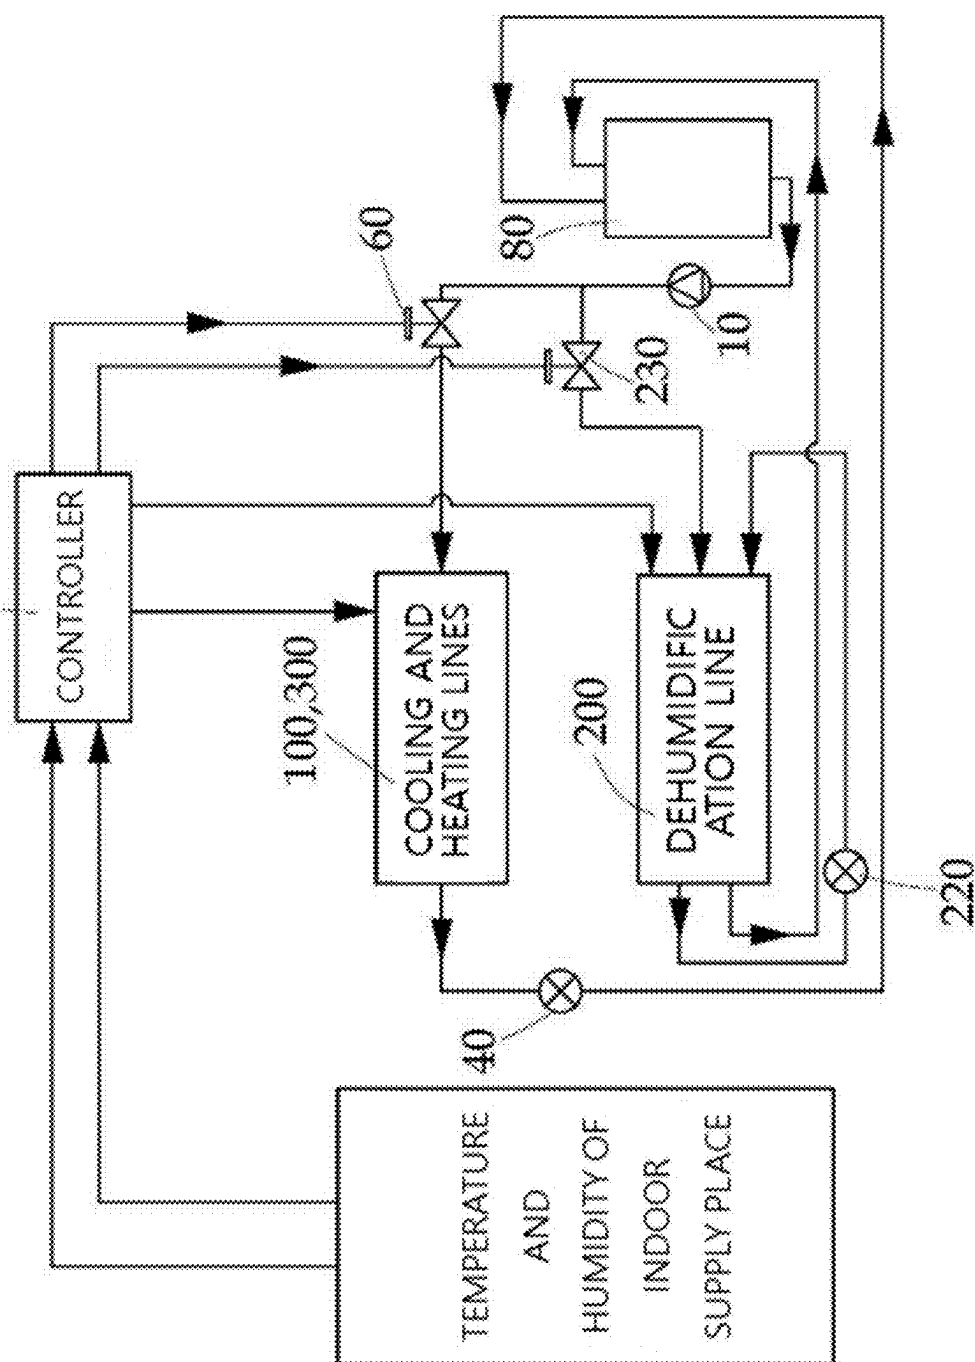 TEMPERATURE
AND
HUMIDITY OF
INDOOR
SUPPLY PLACE
CONTROLLER
100,300
COOLING AND
HEATING LINES
200
DEHUMIDIFIC
ATION LINE
40
220
60
230
10
80